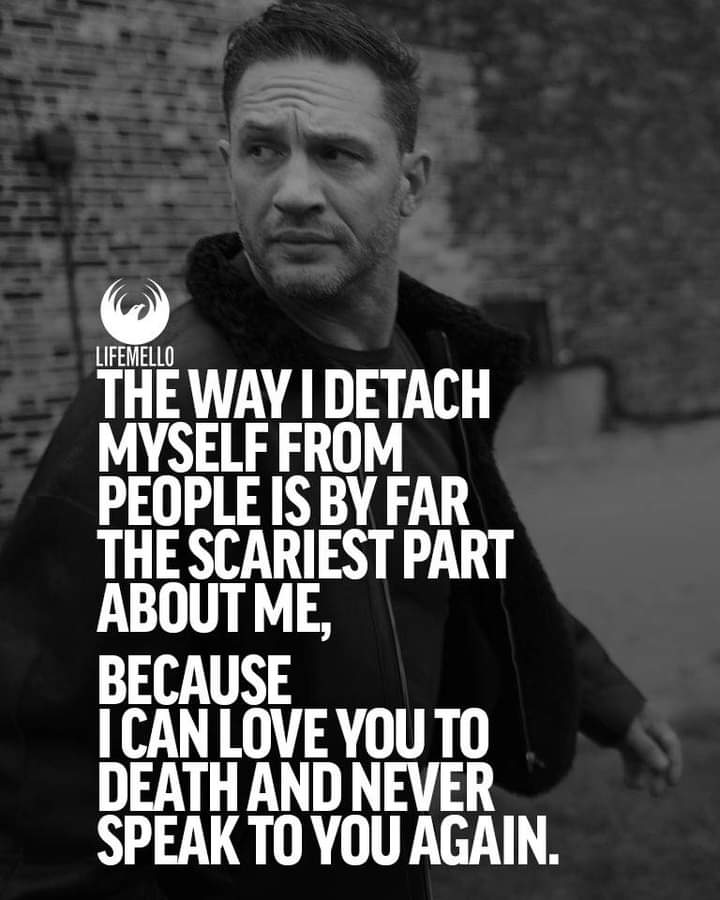 LIFEMELLO
THE WAY I DETACH
MYSELF FROM
PEOPLE IS BY FAR
THE SCARIEST PART
ABOUT ME,
BECAUSE
I CAN LOVE YOU TO
DEATH AND NEVER
SPEAK TO YOU AGAIN.